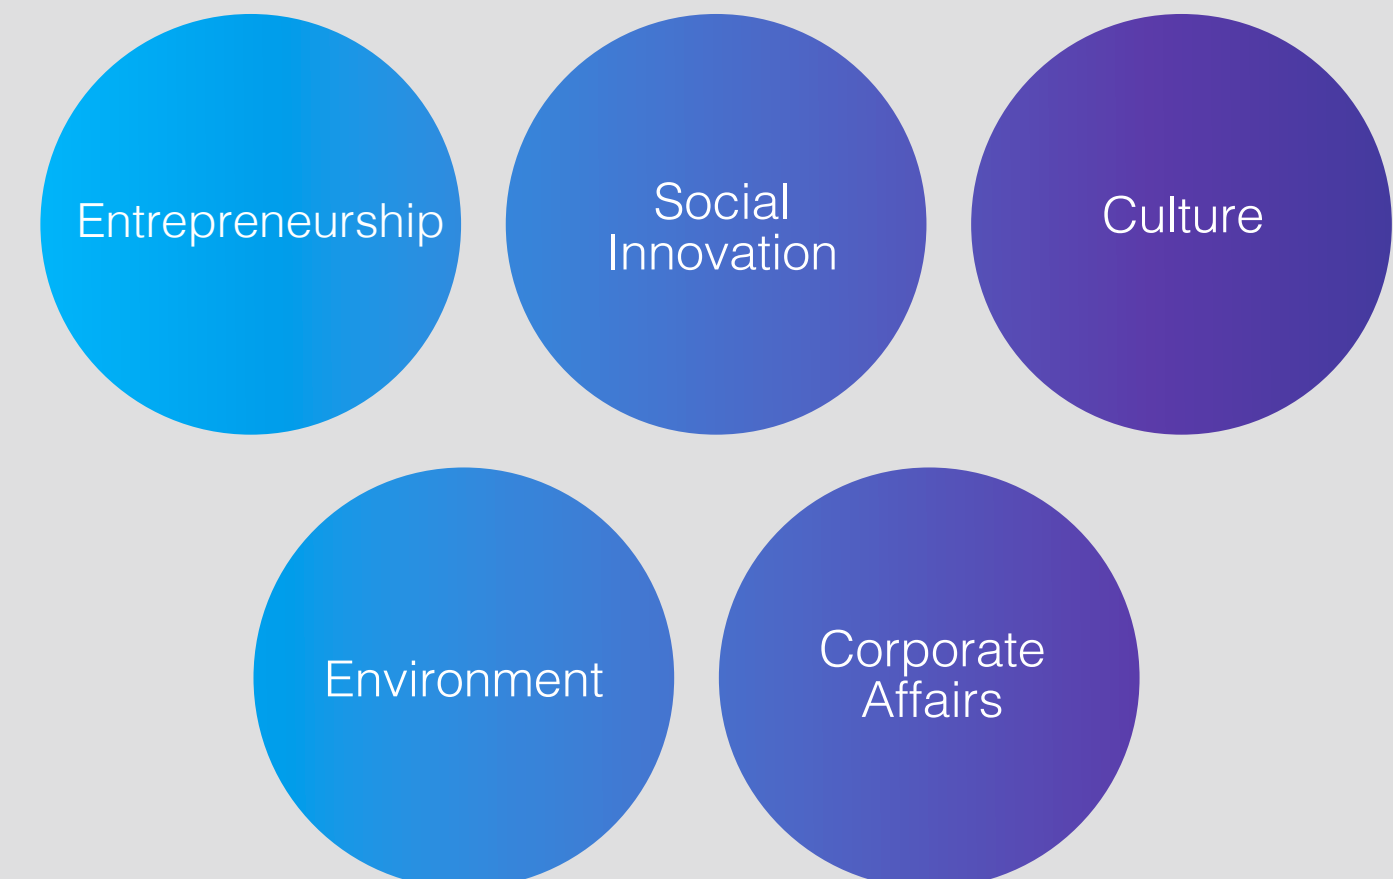 Entrepreneurship
Social
Innovation
Culture
Environment
Corporate
Affairs